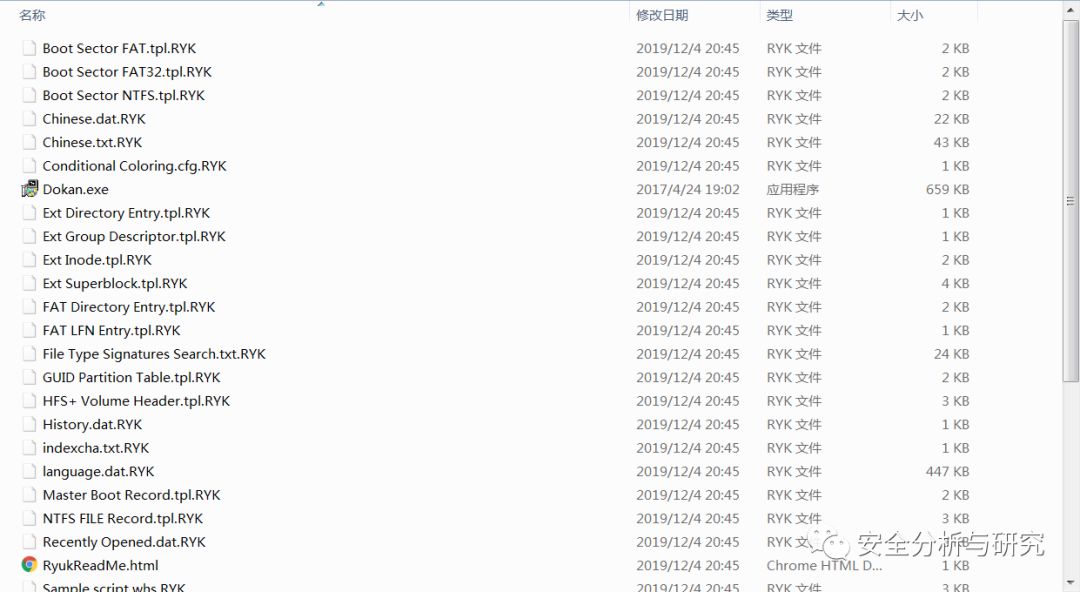 名称 修改日期 类型 大小
Boot Sector FAT.tpl.RYK 2019/12/4 20:45 RYK 文件 2 KB
Boot Sector FAT32.tpl.RYK 2019/12/4 20:45 RYK 文件 2 KB
Boot Sector NTFS.tpl.RYK 2019/12/4 20:45 RYK 文件 2 KB
Chinese.dat.RYK 2019/12/4 20:45 RYK 文件 22 KB
Chinese.txt.RYK 2019/12/4 20:45 RYK 文件 43 KB
Conditional Coloring.cfg.RYK 2019/12/4 20:45 RYK 文件 1 KB
Dokan.exe 2017/4/24 19:02 应用程序 659 KB
Ext Directory Entry.tpl.RYK 2019/12/4 20:45 RYK 文件 1 KB
Ext Group Descriptor.tpl.RYK 2019/12/4 20:45 RYK 文件 1 KB
Ext Inode.tpl.RYK 2019/12/4 20:45 RYK 文件 2 KB
Ext Superblock.tpl.RYK 2019/12/4 20:45 RYK 文件 4 KB
FAT Directory Entry.tpl.RYK 2019/12/4 20:45 RYK 文件 2 KB
FAT LFN Entry.tpl.RYK 2019/12/4 20:45 RYK 文件 1 KB
File Type Signatures Search.txt.RYK 2019/12/4 20:45 RYK 文件 24 KB
GUID Partition Table.tpl.RYK 2019/12/4 20:45 RYK 文件 2 KB
HFS+ Volume Header.tpl.RYK 2019/12/4 20:45 RYK 文件 3 KB
History.dat.RYK 2019/12/4 20:45 RYK 文件 1 KB
indexcha.txt.RYK 2019/12/4 20:45 RYK 文件 1 KB
language.dat.RYK 2019/12/4 20:45 RYK 文件 447 KB
Master Boot Record.tpl.RYK 2019/12/4 20:45 RYK 文件 2 KB
NTFS FILE Record.tpl.RYK 2019/12/4 20:45 RYK 文件 3 KB
Recently Opened.dat.RYK 2019/12/4 20:45 RYK KB
安全分析与研究
RyukReadMe.html 2019/12/4 20:45 Chrome HTML D... 1 KB
Sample script.whs.RYK 2019/12/4 20:45 RYK 文件 3 KB